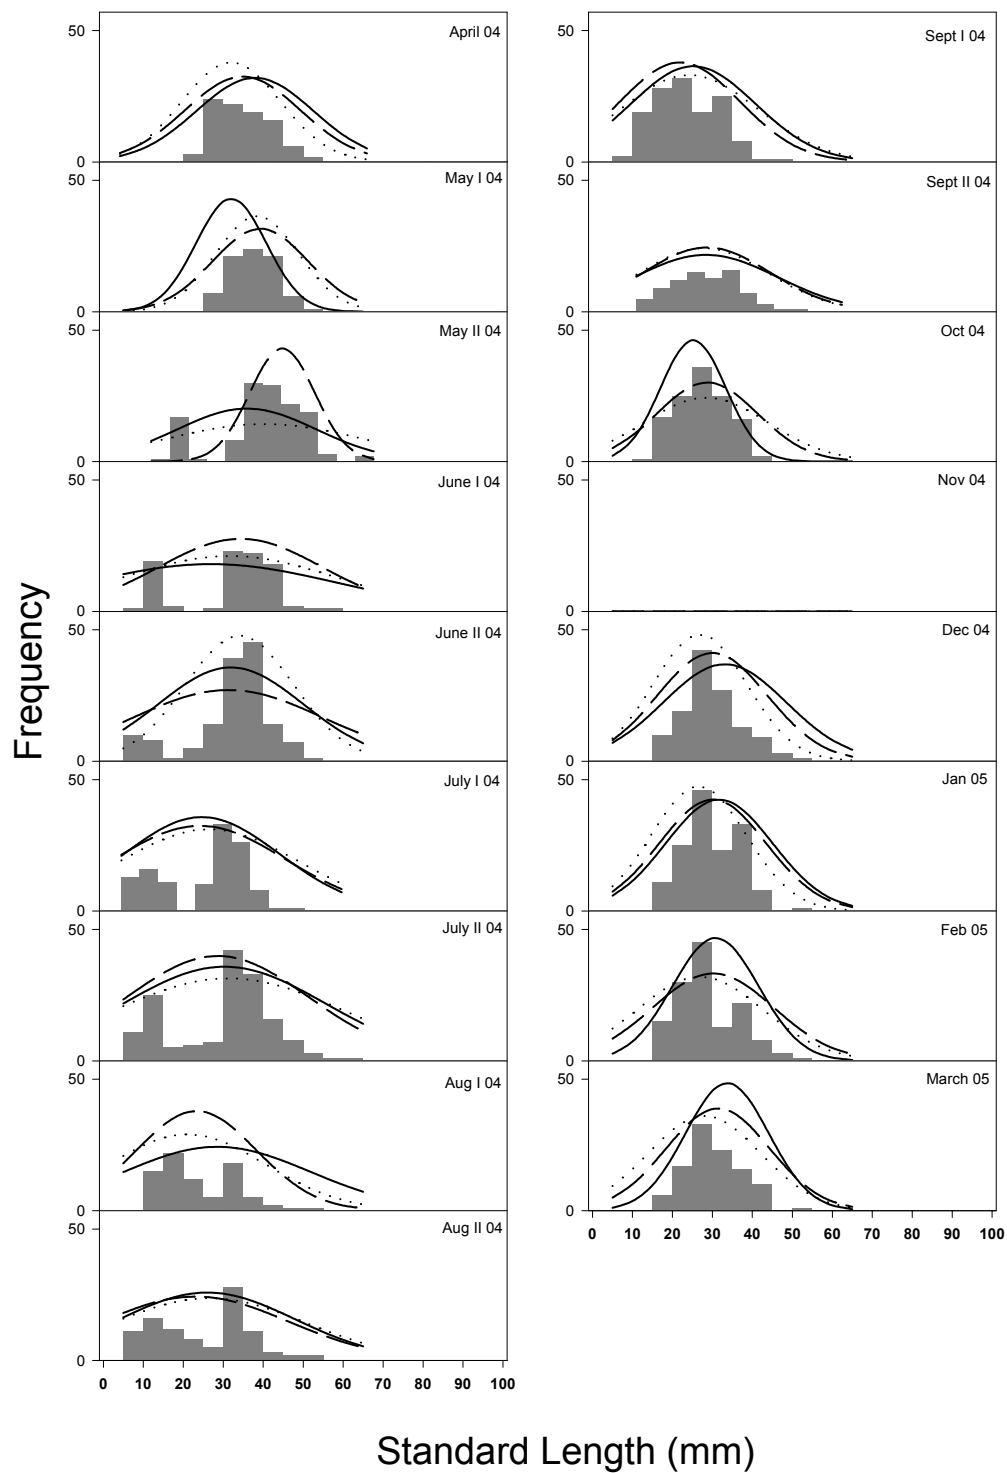 Frequency
50
April 04
0
50
May I 04
0
50
May II 04
0
50
June I 04
0
50
June II 04
0
50
July I 04
0
50
July II 04
0
50
Aug I 04
0
50
Aug II 04
0
0 10 20 30 40 50 60 70 80 90 100
50
Sept I 04
0
50
Sept II 04
0
50
Oct 04
0
50
Nov 04
0
50
Dec 04
0
50
Jan 05
0
50
Feb 05
0
50
March 05
0
0 10 20 30 40 50 60 70 80 90 100
Standard Length (mm)